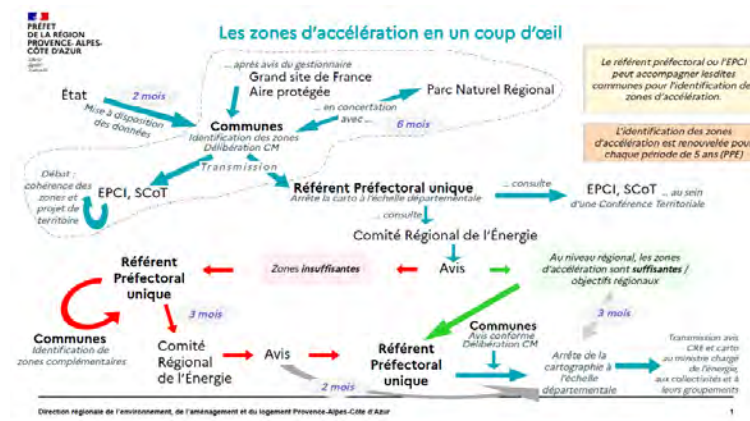 PRÉFET
DE LA RÉGION
PROVENCE-ALPES-
CÔTE D'AZUR
Les zones d'accélération en un coup d'œil
... après avis du gestionnaire
Grand site de France
Aire protégée
Parc Naturel Régional
Le référent préfectoral ou l'EPCI
peut accompagner lesdites
communes pour l'identification de
zones d'accélération.
État
2 mois
Mise à disposition
des données
Communes
Identification des zones
Délibération CM
... en concertation
avec ...
6 mois
L'identification des zones
d'accélération est renouvelée pour
chaque période de 5 ans (PPE)
Transmission
Débat :
cohérence des
zones et
projet de
territoire
EPCI, SCoT
Référent Préfectoral unique
Arrête la carto à l'échelle départementale
... consulte
EPCI, SCoT ... au sein
d'une Conférence Territoriale
... consulte
Comité Régional de l'Énergie
Référent
Préfectoral
unique
Zones insuffisantes
Avis
Au niveau régional, les zones
d'accélération sont suffisantes /
objectifs régionaux
3 mois
3 mois
Communes
Identification de
zones complémentaires
Comité
Régional
de l'Énergie
Avis
Référent
Préfectoral
unique
Communes
Avis conforme
Délibération CM
2 mois
Arrête de la
cartographie à
l'échelle
départementale
Transmission avis
CRE et carto
au ministre chargé
de l'énergie,
aux collectivités et à
leurs groupements
Direction régionale de l'environnement, de l'aménagement et du logement Provence-Alpes-Côte d'Azur
1